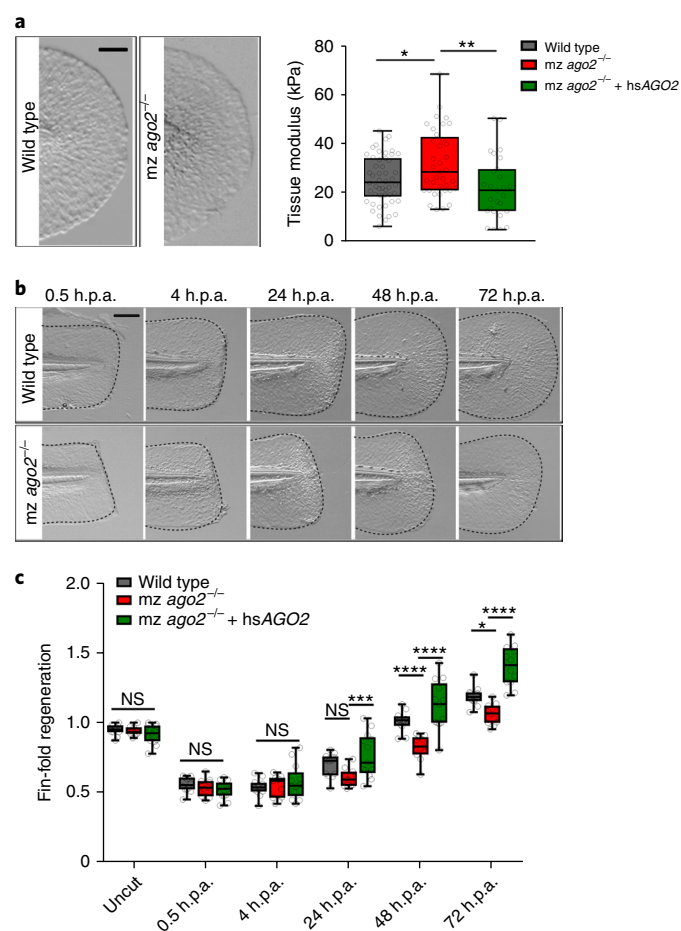 a
Wild type
mz ago2−/−
Tissue modulus (kPa)
80
60
40
20
0
*
**
Wild type
mz ago2−/−
mz ago2−/− + hsAGO2
b
0.5 h.p.a.
4 h.p.a.
24 h.p.a.
48 h.p.a.
72 h.p.a.
Wild type
mz ago2−/−
c
Fin-fold regeneration
2.0
1.5
1.0
0.5
0
Wild type
mz ago2−/−
mz ago2−/− + hsAGO2
NS
NS
NS
NS
***
****
****
*
****
Uncut
0.5 h.p.a.
4 h.p.a.
24 h.p.a.
48 h.p.a.
72 h.p.a.